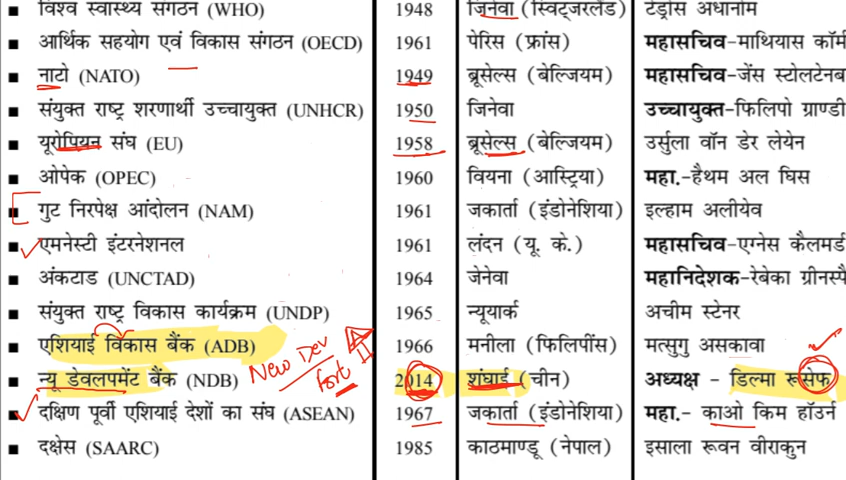 ■ विश्व स्वास्थ्य संगठन (WHO) 1948 जिनेवा (स्विट्जरलैंड) टेड्रोस अधानोम
■ आर्थिक सहयोग एवं विकास संगठन (OECD) 1961 पेरिस (फ्रांस) महासचिव-माथियास कॉर्म
■ नाटो (NATO) 1949 ब्रूसेल्स (बेल्जियम) महासचिव-जेंस स्टोलटेनब
■ संयुक्त राष्ट्र शरणार्थी उच्चायुक्त (UNHCR) 1950 जिनेवा उच्चायुक्त-फिलिपो ग्राण्डी
■ यूरोपियन संघ (EU) 1958 ब्रूसेल्स (बेल्जियम) उर्सुला वॉन डेर लेयेन
■ ओपेक (OPEC) 1960 वियना (आस्ट्रिया) महा.-हैथम अल घिस
■ गुट निरपेक्ष आंदोलन (NAM) 1961 जकार्ता (इंडोनेशिया) इल्हाम अलीयेव
■ एमनेस्टी इंटरनेशनल 1961 लंदन (यू. के.) महासचिव-एग्नेस कैलमर्ड
■ अंकटाड (UNCTAD) 1964 जेनेवा महानिदेशक-रेबेका ग्रीनस्पै
■ संयुक्त राष्ट्र विकास कार्यक्रम (UNDP) 1965 न्यूयार्क अचीम स्टेनर
■ एशियाई विकास बैंक (ADB) 1966 मनीला (फिलिपींस) मत्सुगु असकावा
■ न्यू डेवलपमेंट बैंक (NDB) New Dev fort 2014 शंघाई (चीन) अध्यक्ष - डिल्मा रूसेफ
■ दक्षिण पूर्वी एशियाई देशों का संघ (ASEAN) 1967 जकार्ता (इंडोनेशिया) महा.- काओ किम हॉउर्न
■ दक्षेस (SAARC) 1985 काठमाण्डू (नेपाल) इसाला रूवन वीराकुन